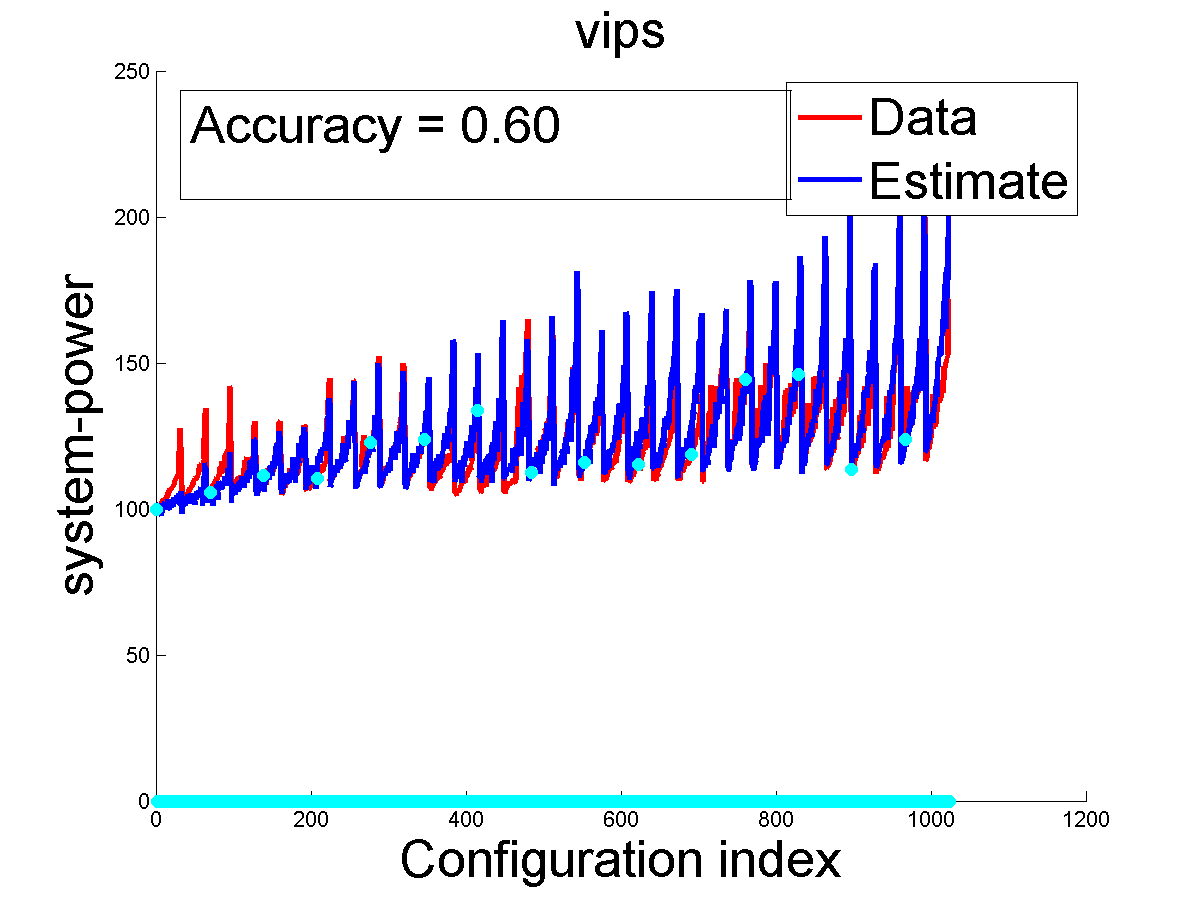 vips
250
200
150
100
50
0
Accuracy = 0.60
Data
Estimate
system-power
0 200 400 600 800 1000 1200
Configuration index